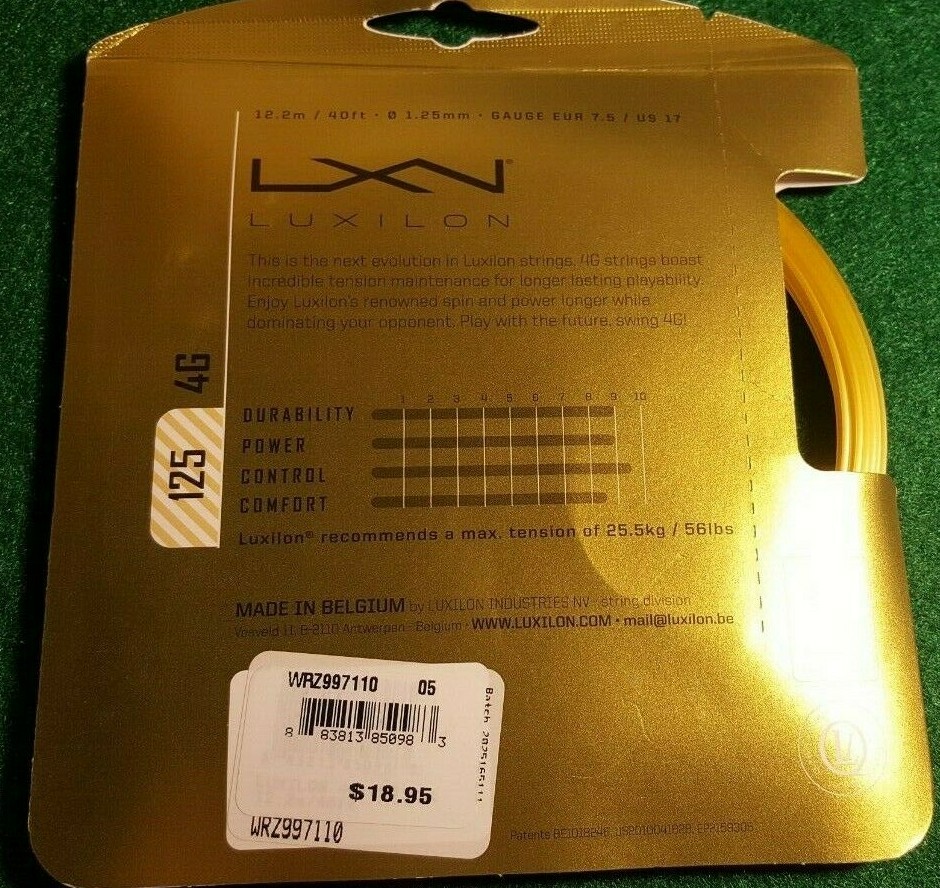 12.2m / 40ft · Ø 1.25mm · GAUGE EUR 7.5 / US 17
LXN®
LUXILON
This is the next evolution in Luxilon strings. 4G strings boast
incredible tension maintenance for longer lasting playability.
Enjoy Luxilon's renowned spin and power longer while
dominating your opponent. Play with the future, swing 4G!
4G
125
1 2 3 4 5 6 7 8 9 10
DURABILITY
POWER
CONTROL
COMFORT
Luxilon® recommends a max. tension of 25.5kg / 56lbs
MADE IN BELGIUM by LUXILON INDUSTRIES NV - string division
11, B-2110 Antwerpen - Belgium · WWW.LUXILON.COM · mail@luxilon.be
WRZ997110 05
8 83813 85098 3
$18.95
Batch
WRZ997110
Patents